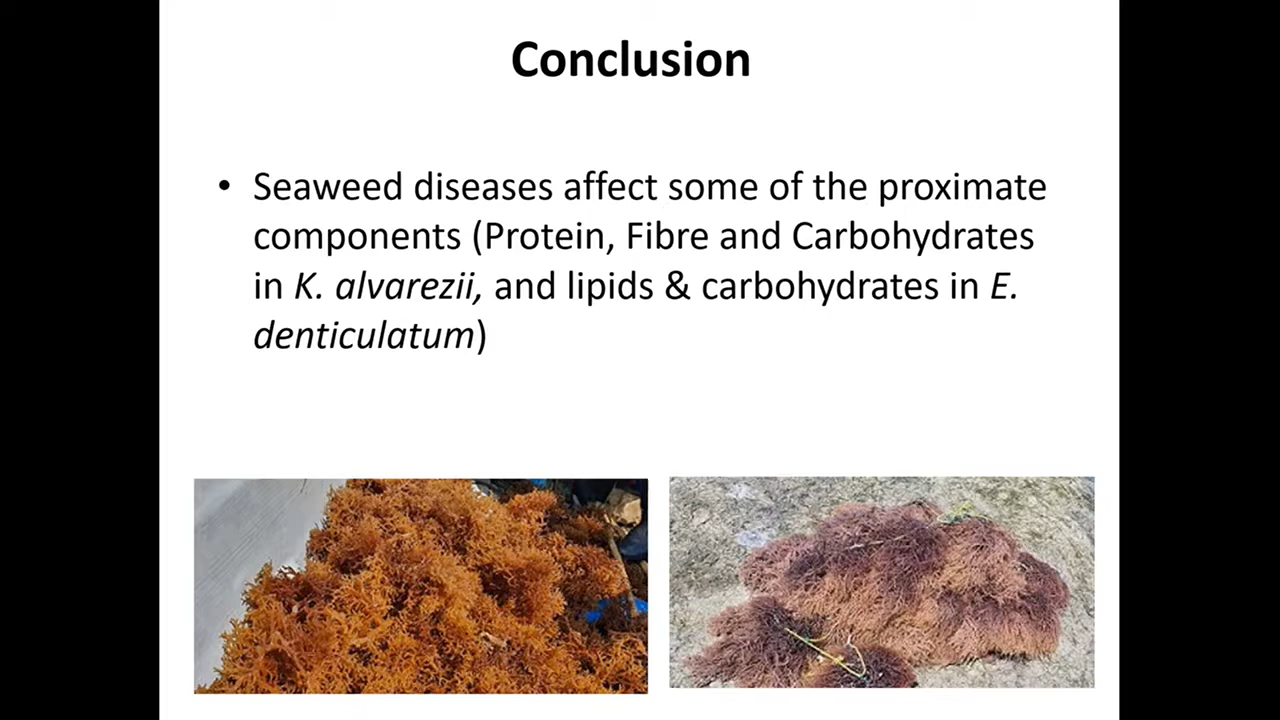 Conclusion
• Seaweed diseases affect some of the proximate
components (Protein, Fibre and Carbohydrates
in K. alvarezii, and lipids & carbohydrates in E.
denticulatum)